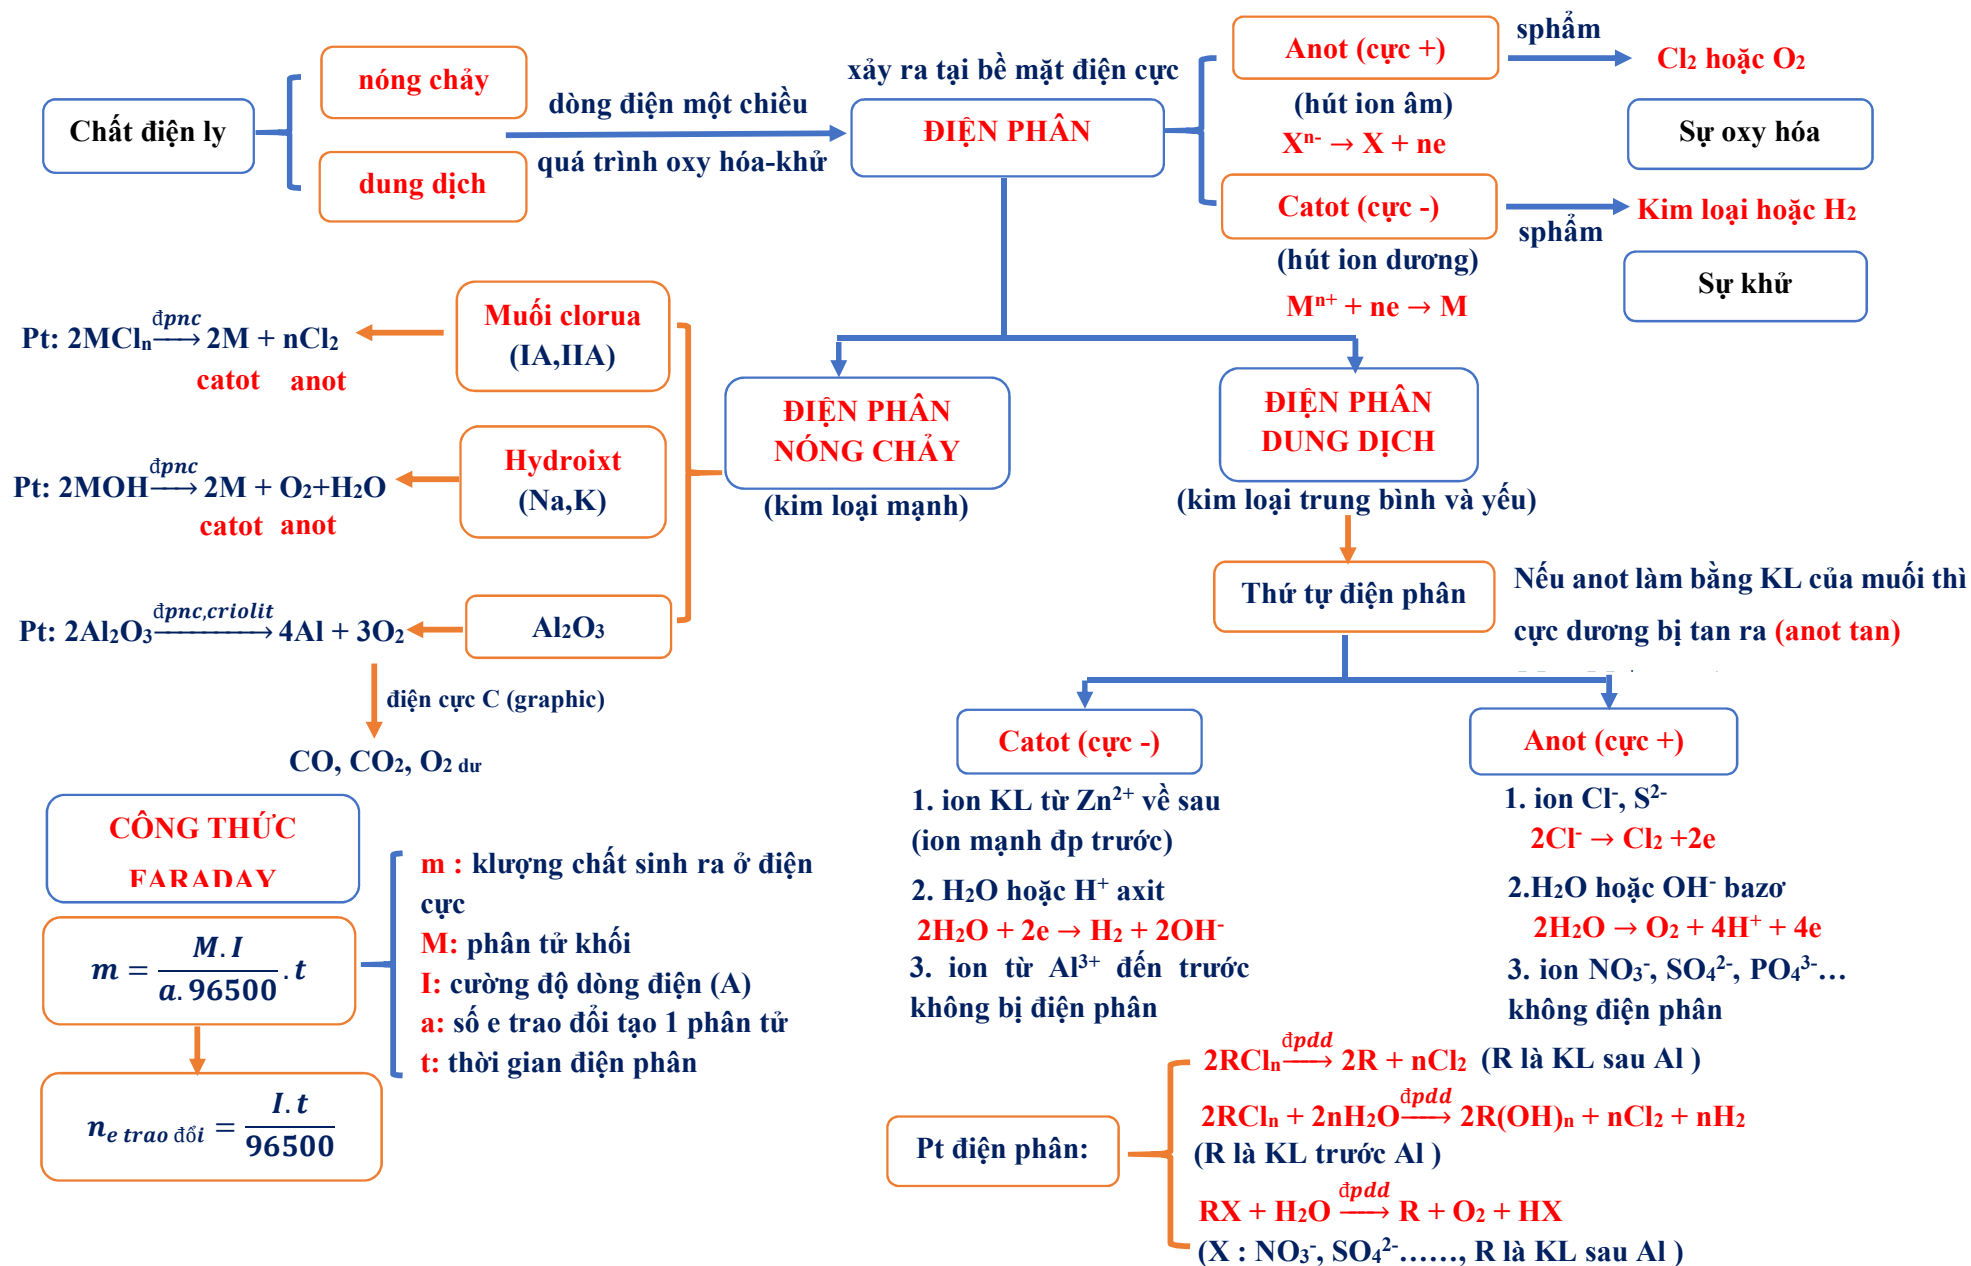 Chất điện ly
nóng chảy
dung dịch
dòng điện một chiều
quá trình oxy hóa-khử
xảy ra tại bề mặt điện cực
ĐIỆN PHÂN
Anot (cực +)
(hút ion âm)
Xⁿ⁻ → X + ne
sphẩm
Cl₂ hoặc O₂
Sự oxy hóa
Catot (cực -)
(hút ion dương)
Mⁿ⁺ + ne → M
sphẩm
Kim loại hoặc H₂
Sự khử
ĐIỆN PHÂN
NÓNG CHẢY
(kim loại mạnh)
Muối clorua
(IA,IIA)
Pt: 2MClₙ —đpnc→ 2M + nCl₂
catot anot
Hydroixt
(Na,K)
Pt: 2MOH —đpnc→ 2M + O₂+H₂O
catot anot
Al₂O₃
Pt: 2Al₂O₃ —đpnc,criolit→ 4Al + 3O₂
điện cực C (graphic)
CO, CO₂, O₂ dư
ĐIỆN PHÂN
DUNG DỊCH
(kim loại trung bình và yếu)
Thứ tự điện phân
Nếu anot làm bằng KL của muối thì
cực dương bị tan ra (anot tan)
Catot (cực -)
1. ion KL từ Zn²⁺ về sau
(ion mạnh đp trước)
2. H₂O hoặc H⁺ axit
2H₂O + 2e → H₂ + 2OH⁻
3. ion từ Al³⁺ đến trước
không bị điện phân
Anot (cực +)
1. ion Cl⁻, S²⁻
2Cl⁻ → Cl₂ +2e
2.H₂O hoặc OH⁻ bazơ
2H₂O → O₂ + 4H⁺ + 4e
3. ion NO₃⁻, SO₄²⁻, PO₄³⁻…
không điện phân
CÔNG THỨC
FARADAY
m = M.I / a.96500 .t
nₑ trao đổi = I.t / 96500
m : klượng chất sinh ra ở điện
cực
M: phân tử khối
I: cường độ dòng điện (A)
a: số e trao đổi tạo 1 phân tử
t: thời gian điện phân
Pt điện phân:
2RClₙ —đpdd→ 2R + nCl₂ (R là KL sau Al )
2RClₙ + 2nH₂O —đpdd→ 2R(OH)ₙ + nCl₂ + nH₂
(R là KL trước Al )
RX + H₂O —đpdd→ R + O₂ + HX
(X : NO₃⁻, SO₄²⁻……, R là KL sau Al )